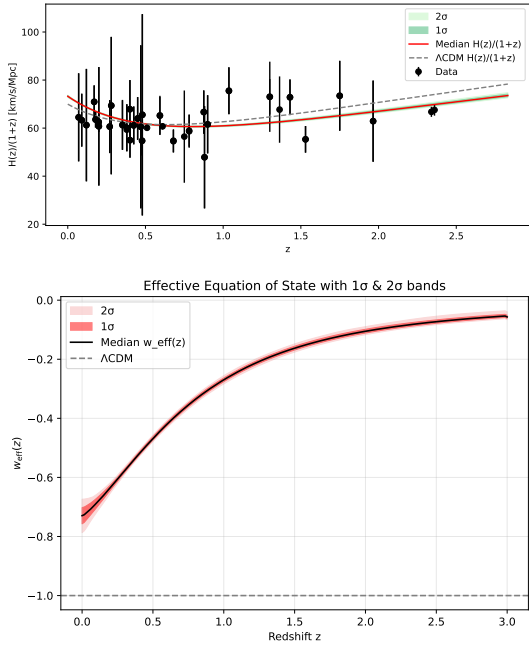 100
80
60
40
20
H(z)/(1+z) [km/s/Mpc]
0.0 0.5 1.0 1.5 2.0 2.5
z
2σ
1σ
Median H(z)/(1+z)
ΛCDM H(z)/(1+z)
Data
Effective Equation of State with 1σ & 2σ bands
2σ
1σ
Median w_eff(z)
ΛCDM
0.0
−0.2
−0.4
−0.6
−0.8
−1.0
w_eff(z)
0.0 0.5 1.0 1.5 2.0 2.5 3.0
Redshift z